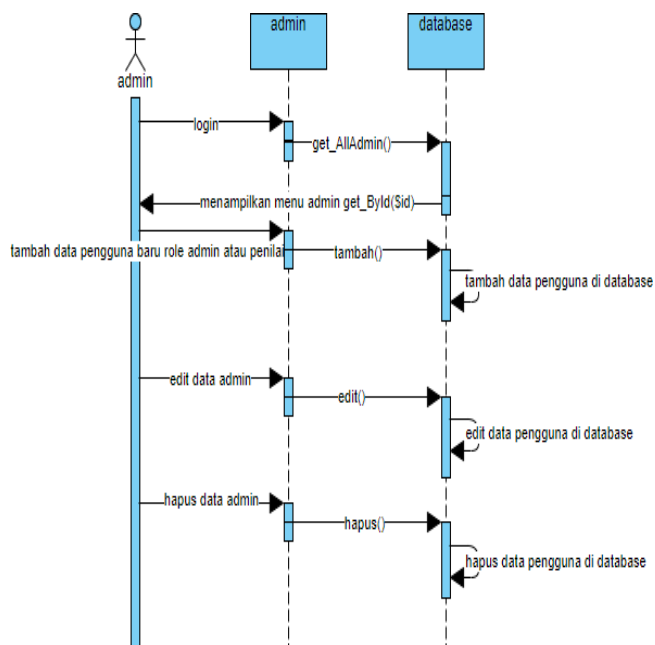 admin
database
admin
login
get_AllAdmin()
menampilkan menu admin get_ById($id)
tambah data pengguna baru role admin atau penilai
tambah()
tambah data pengguna di database
edit data admin
edit()
edit data pengguna di database
hapus data admin
hapus()
hapus data pengguna di database